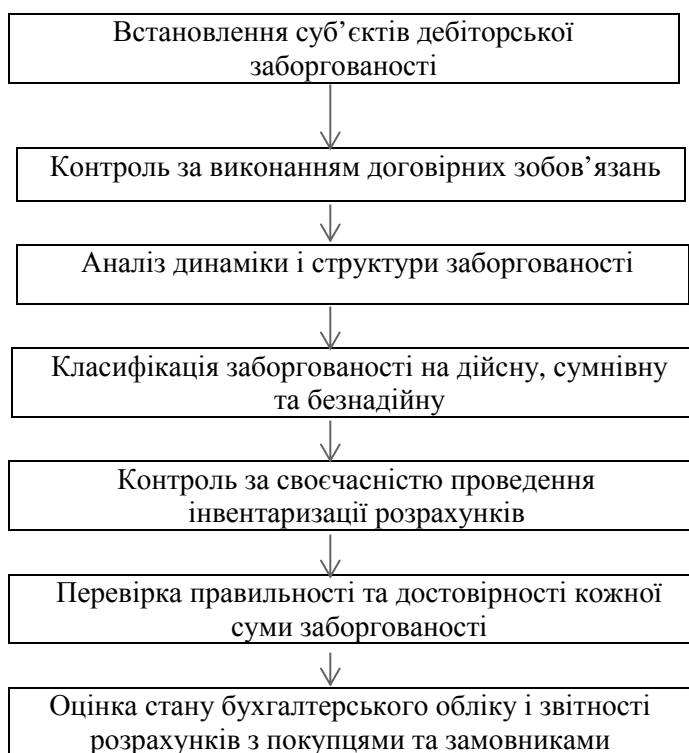 Встановлення суб’єктів дебіторської
заборгованості
Контроль за виконанням договірних зобов’язань
Аналіз динаміки і структури заборгованості
Класифікація заборгованості на дійсну, сумнівну
та безнадійну
Контроль за своєчасністю проведення
інвентаризації розрахунків
Перевірка правильності та достовірності кожної
суми заборгованості
Оцінка стану бухгалтерського обліку і звітності
розрахунків з покупцями та замовниками